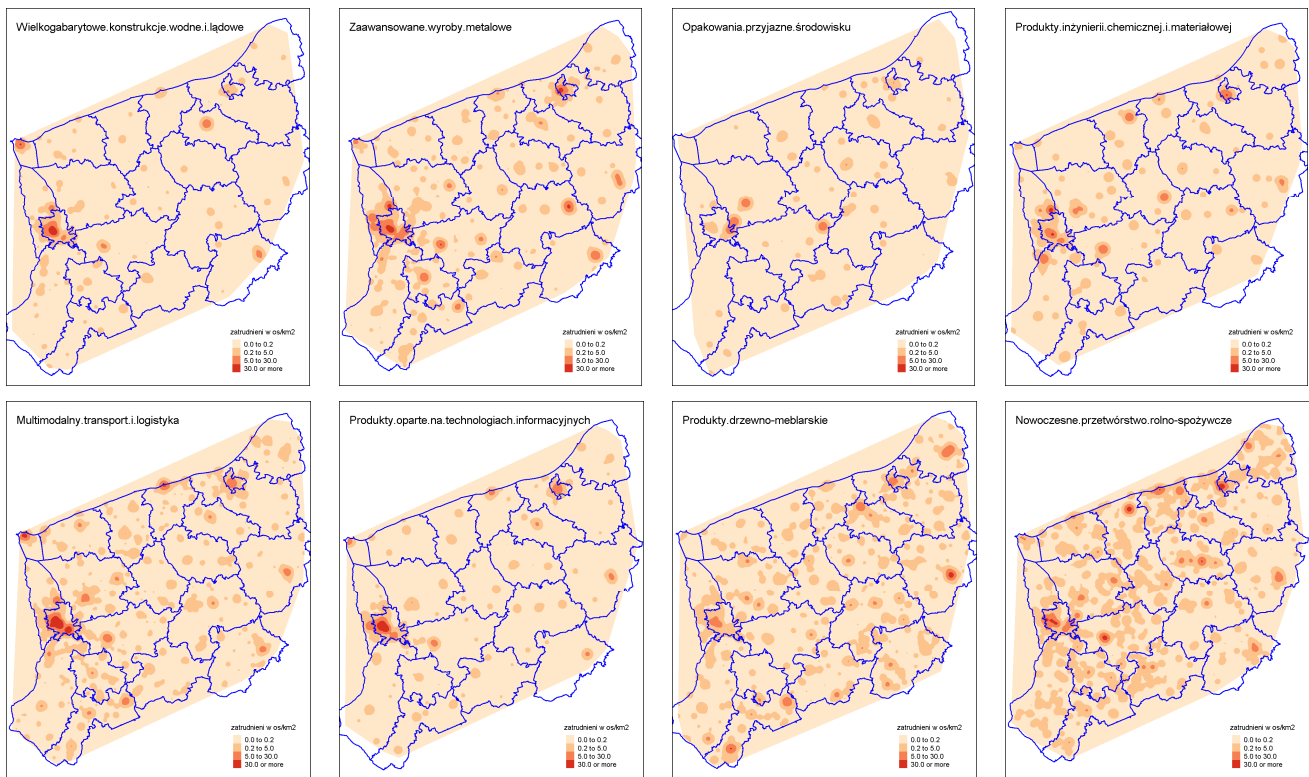 Wielkogabarytowe.konstrukcje.wodne.i.lądowe
zatrudnieni w os/km2
0.0 to 0.2
0.2 to 5.0
5.0 to 30.0
30.0 or more
Zaawansowane.wyroby.metalowe
zatrudnieni w os/km2
0.0 to 0.2
0.2 to 5.0
5.0 to 30.0
30.0 or more
Opakowania.przyjazne.środowisku
zatrudnieni w os/km2
0.0 to 0.2
0.2 to 5.0
5.0 to 30.0
30.0 or more
Produkty.inżynierii.chemicznej.i.materiałowej
zatrudnieni w os/km2
0.0 to 0.2
0.2 to 5.0
5.0 to 30.0
30.0 or more
Multimodalny.transport.i.logistyka
zatrudnieni w os/km2
0.0 to 0.2
0.2 to 5.0
5.0 to 30.0
30.0 or more
Produkty.oparte.na.technologiach.informacyjnych
zatrudnieni w os/km2
0.0 to 0.2
0.2 to 5.0
5.0 to 30.0
30.0 or more
Produkty.drzewno-meblarskie
zatrudnieni w os/km2
0.0 to 0.2
0.2 to 5.0
5.0 to 30.0
30.0 or more
Nowoczesne.przetwórstwo.rolno-spożywcze
zatrudnieni w os/km2
0.0 to 0.2
0.2 to 5.0
5.0 to 30.0
30.0 or more